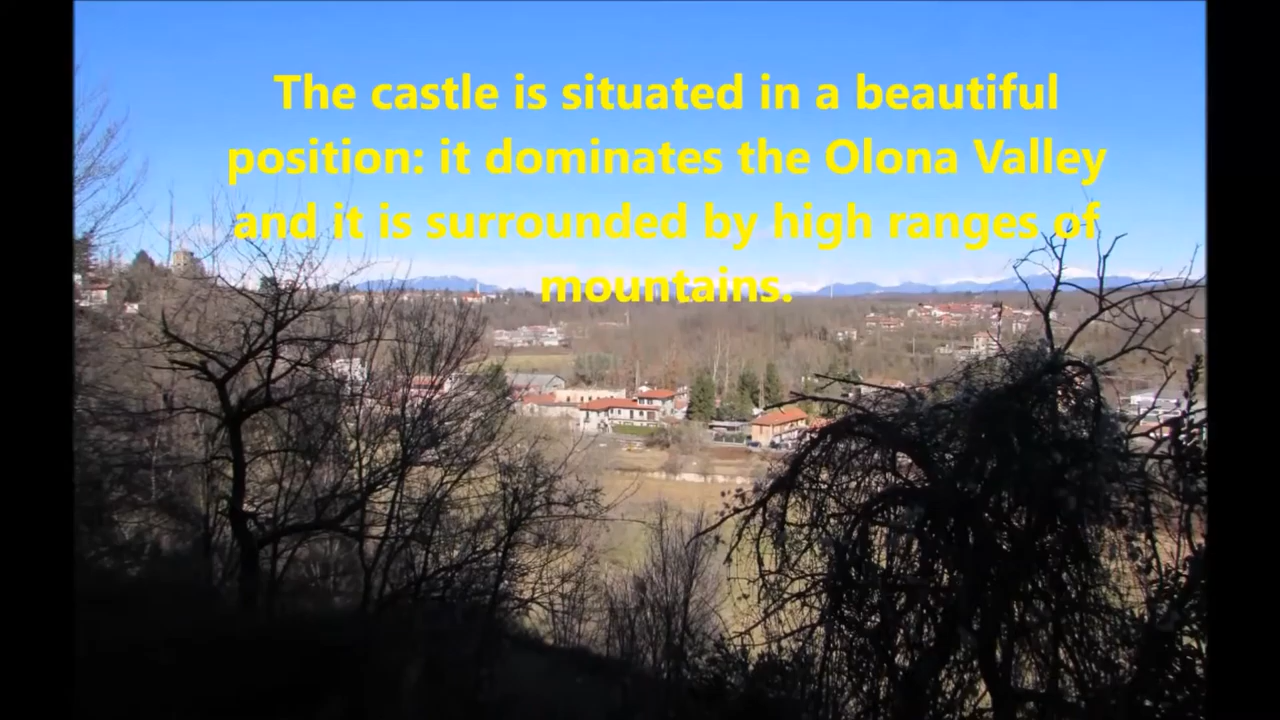 The castle is situated in a beautiful
position: it dominates the Olona Valley
and it is surrounded by high ranges of
mountains.